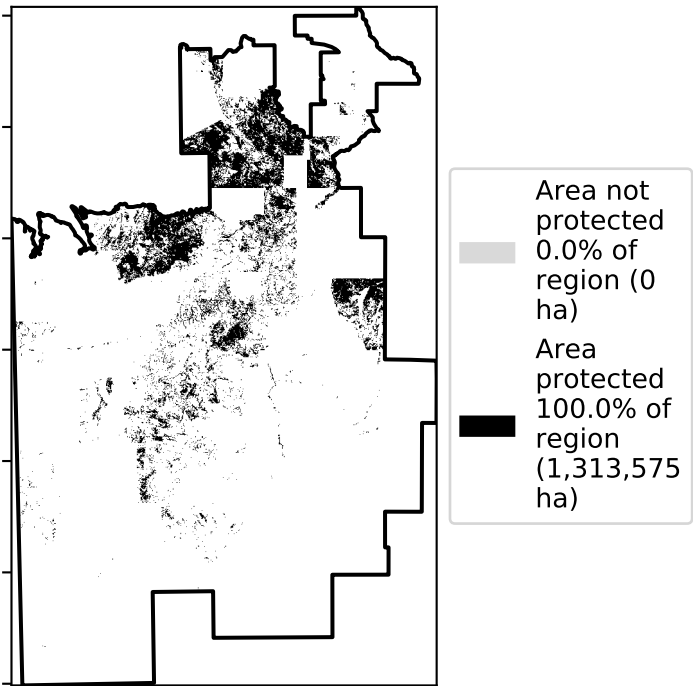 Area not
protected
0.0% of
region (0
ha)
Area
protected
100.0% of
region
(1,313,575
ha)